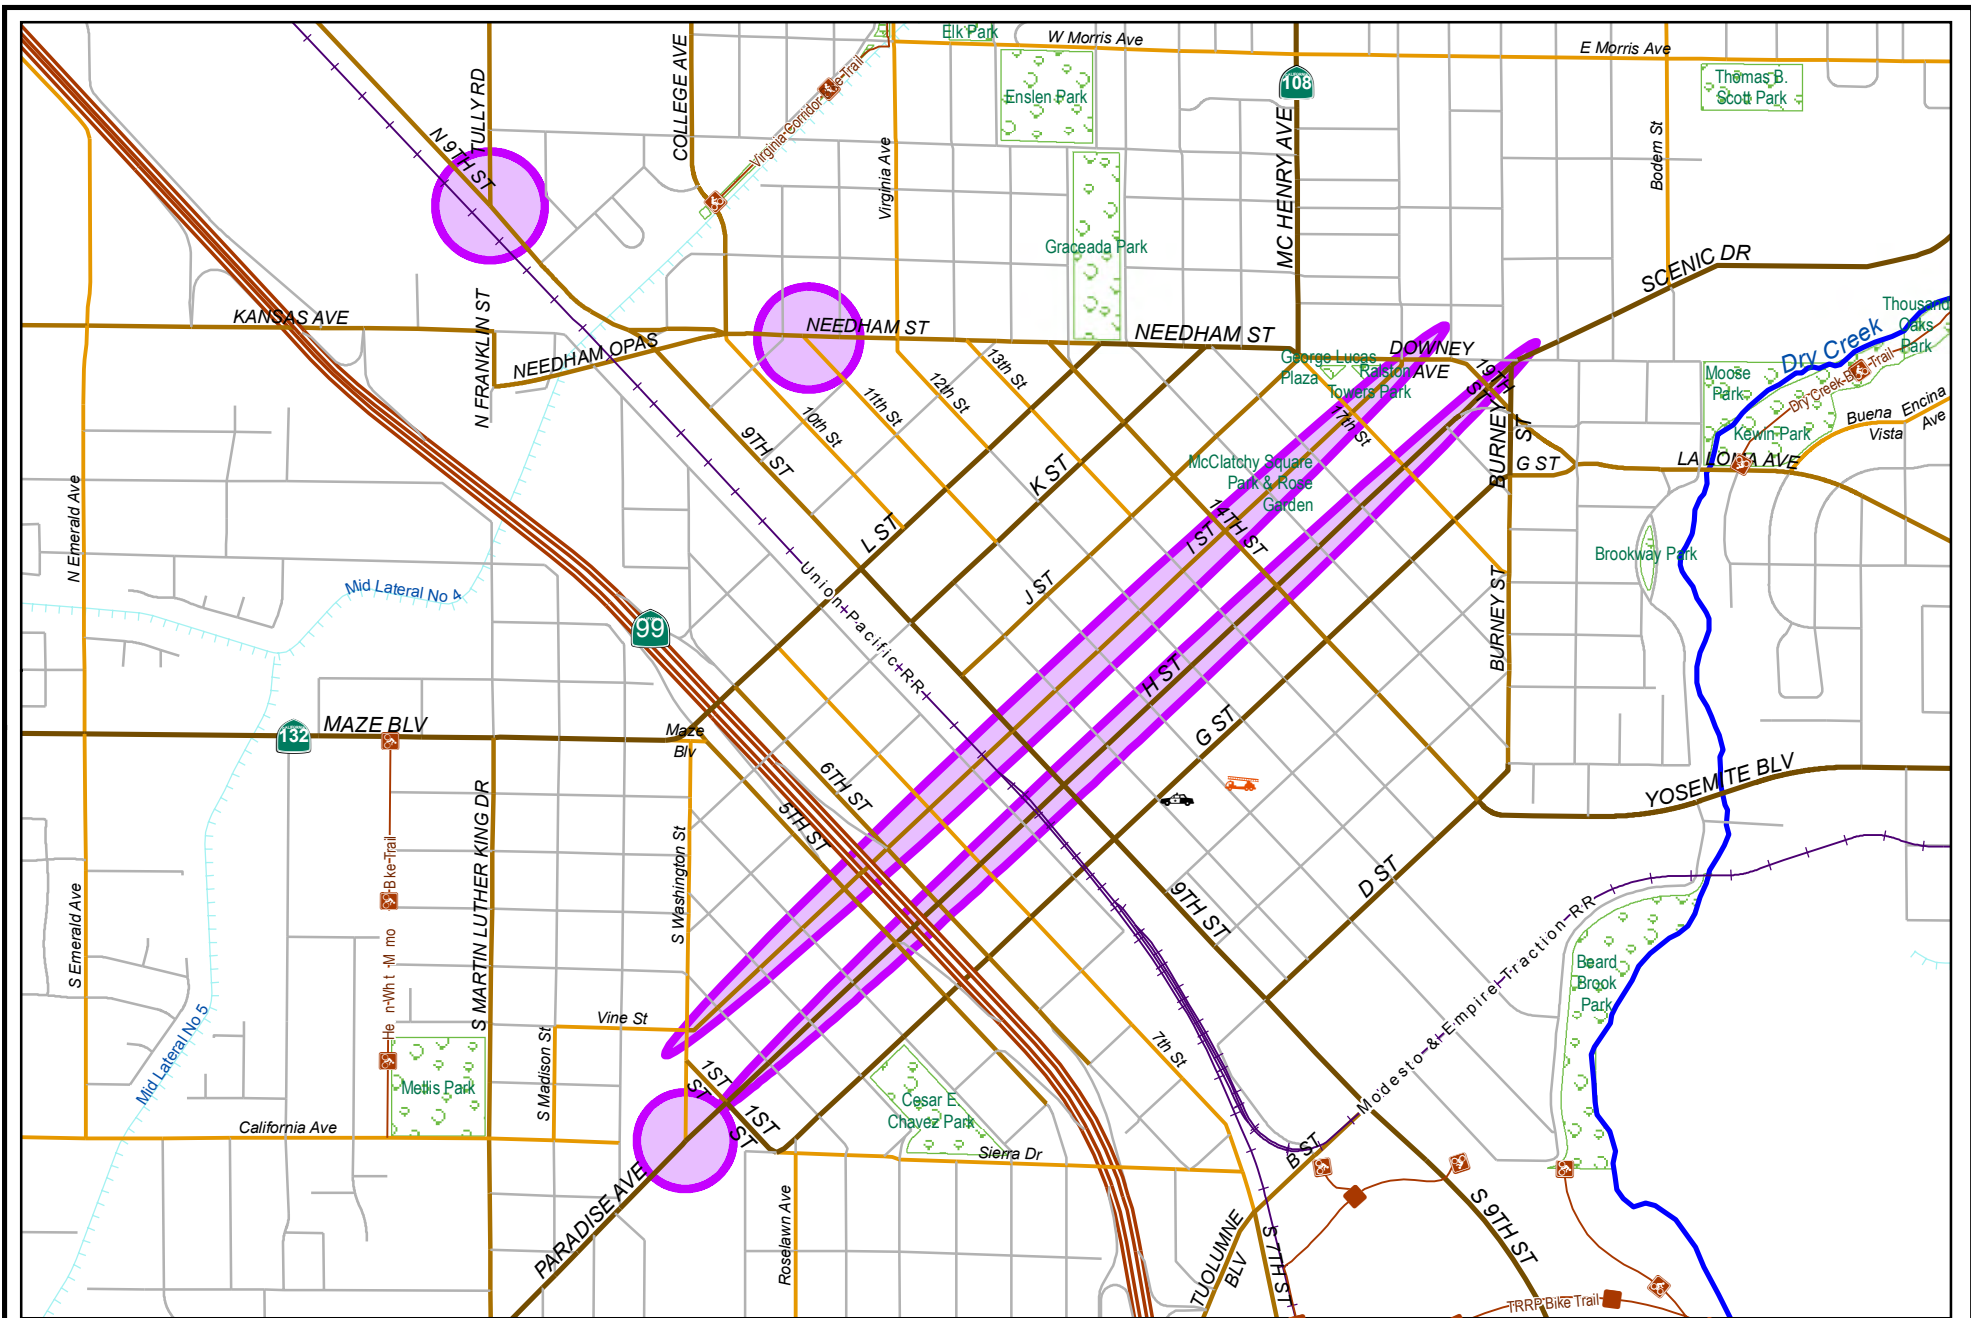 Elk Park
W Morris Ave
E Morris Ave
COLLEGE AVE
TULLY RD
N 9TH ST
Virginia Corridor
e-Trail
Enslen Park
108
Thomas B.
Scott Park
Virginia Ave
MC HENRY AVE
Bodem St
Graceada Park
SCENIC DR
KANSAS AVE
N FRANKLIN ST
NEEDHAM OPAS
NEEDHAM ST
NEEDHAM ST
Thousand
Oaks
Park
Dry Creek
DOWNEY
AVE
George Lucas
Plaza
Ralston
Towers Park
19TH
ST
Moose
Park
Dry Creek-B
-Trail
Kewin Park
Buena
Vista
Encina
Ave
LA LOMA AVE
13th St
12th St
11th St
10th St
9TH ST
17th St
BURNEY
ST
G ST
McClatchy Square
Park & Rose
Garden
K ST
L ST
J ST
I ST
14TH ST
H ST
G ST
BURNEY ST
Brookway Park
N Emerald Ave
Mid Lateral No 4
99
Union-Pacific-RR
132
MAZE BLV
Maze
Blv
6TH ST
5TH ST
YOSEMITE BLV
S MARTIN LUTHER KING DR
S Washington St
Bike-Trail
S Emerald Ave
9TH ST
D ST
Modesto-&-Empire-Traction-RR
Beard
Brook
Park
Vine St
S Madison St
Mid Lateral No 5
Mellis Park
California Ave
1ST
ST
1ST
ST
Cesar E.
Chavez Park
Sierra Dr
7th St
B ST
PARADISE AVE
Roselawn Ave
TUOLUMNE
BLV
S 7TH ST
S 9TH ST
TRRP Bike Trail